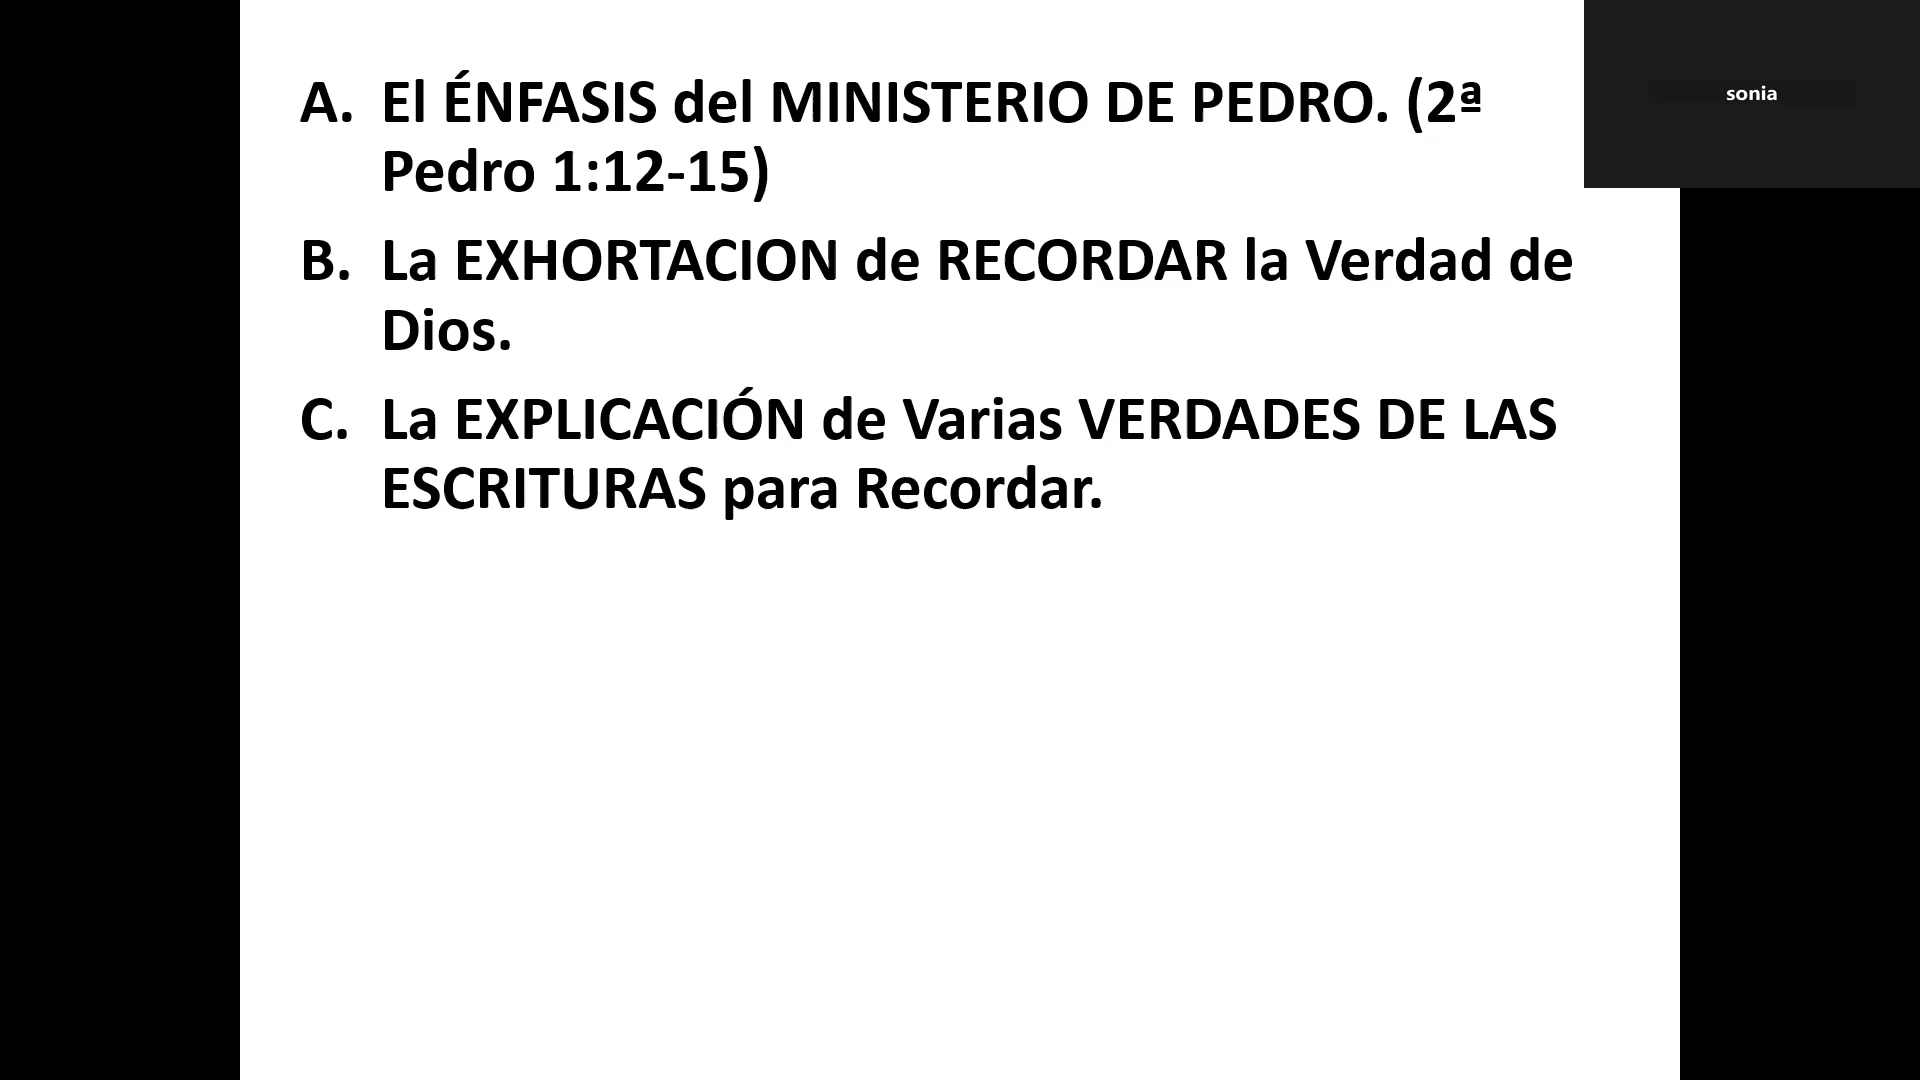 A. El ÉNFASIS del MINISTERIO DE PEDRO. (2ª
Pedro 1:12-15)
B. La EXHORTACION de RECORDAR la Verdad de
Dios.
C. La EXPLICACIÓN de Varias VERDADES DE LAS
ESCRITURAS para Recordar.
sonia